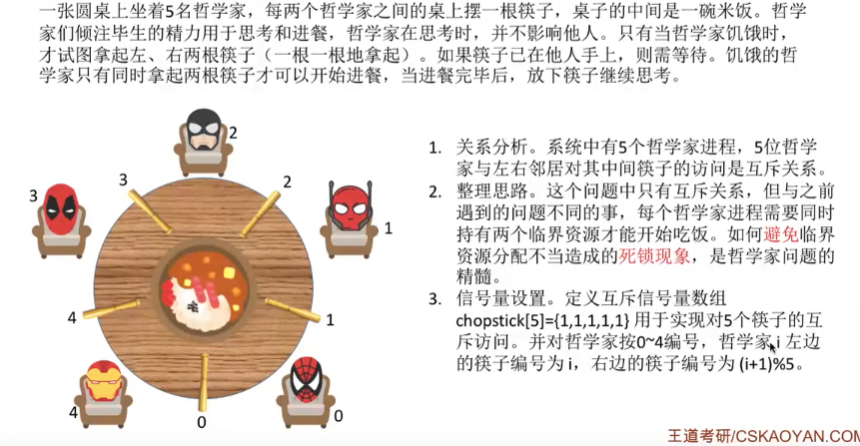 一张圆桌上坐着5名哲学家，每两个哲学家之间的桌上摆一根筷子，桌子的中间是一碗米饭。哲学
家们倾注毕生的精力用于思考和进餐，哲学家在思考时，并不影响他人。只有当哲学家饥饿时，
才试图拿起左、右两根筷子（一根一根地拿起）。如果筷子已在他人手上，则需等待。饥饿的哲
学家只有同时拿起两根筷子才可以开始进餐，当进餐完毕后，放下筷子继续思考。
2
3
2
3
1
4
1
4
0
0
1. 关系分析。系统中有5个哲学家进程，5位哲学
家与左右邻居对其中间筷子的访问是互斥关系。
2. 整理思路。这个问题中只有互斥关系，但与之前
遇到的问题不同的事，每个哲学家进程需要同时
持有两个临界资源才能开始吃饭。如何避免临界
资源分配不当造成的死锁现象，是哲学家问题的
精髓。
3. 信号量设置。定义互斥信号量数组
chopstick[5]={1,1,1,1,1} 用于实现对5个筷子的互
斥访问。并对哲学家按0~4编号，哲学家 i 左边
的筷子编号为 i，右边的筷子编号为 (i+1)%5。
王道考研/CSKAOYAN.COM